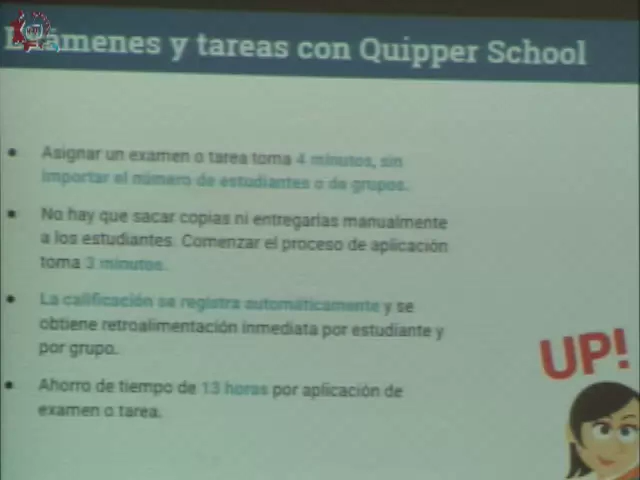 Exámenes y tareas con Quipper School
• Asignar un examen o tarea toma 4 minutos, sin
importar el número de estudiantes o de grupos.
• No hay que sacar copias ni entregarlas manualmente
a los estudiantes. Comenzar el proceso de aplicación
toma 3 minutos.
• La calificación se registra automáticamente y se
obtiene retroalimentación inmediata por estudiante y
por grupo.
• Ahorro de tiempo de 13 horas por aplicación de
examen o tarea.
UP!